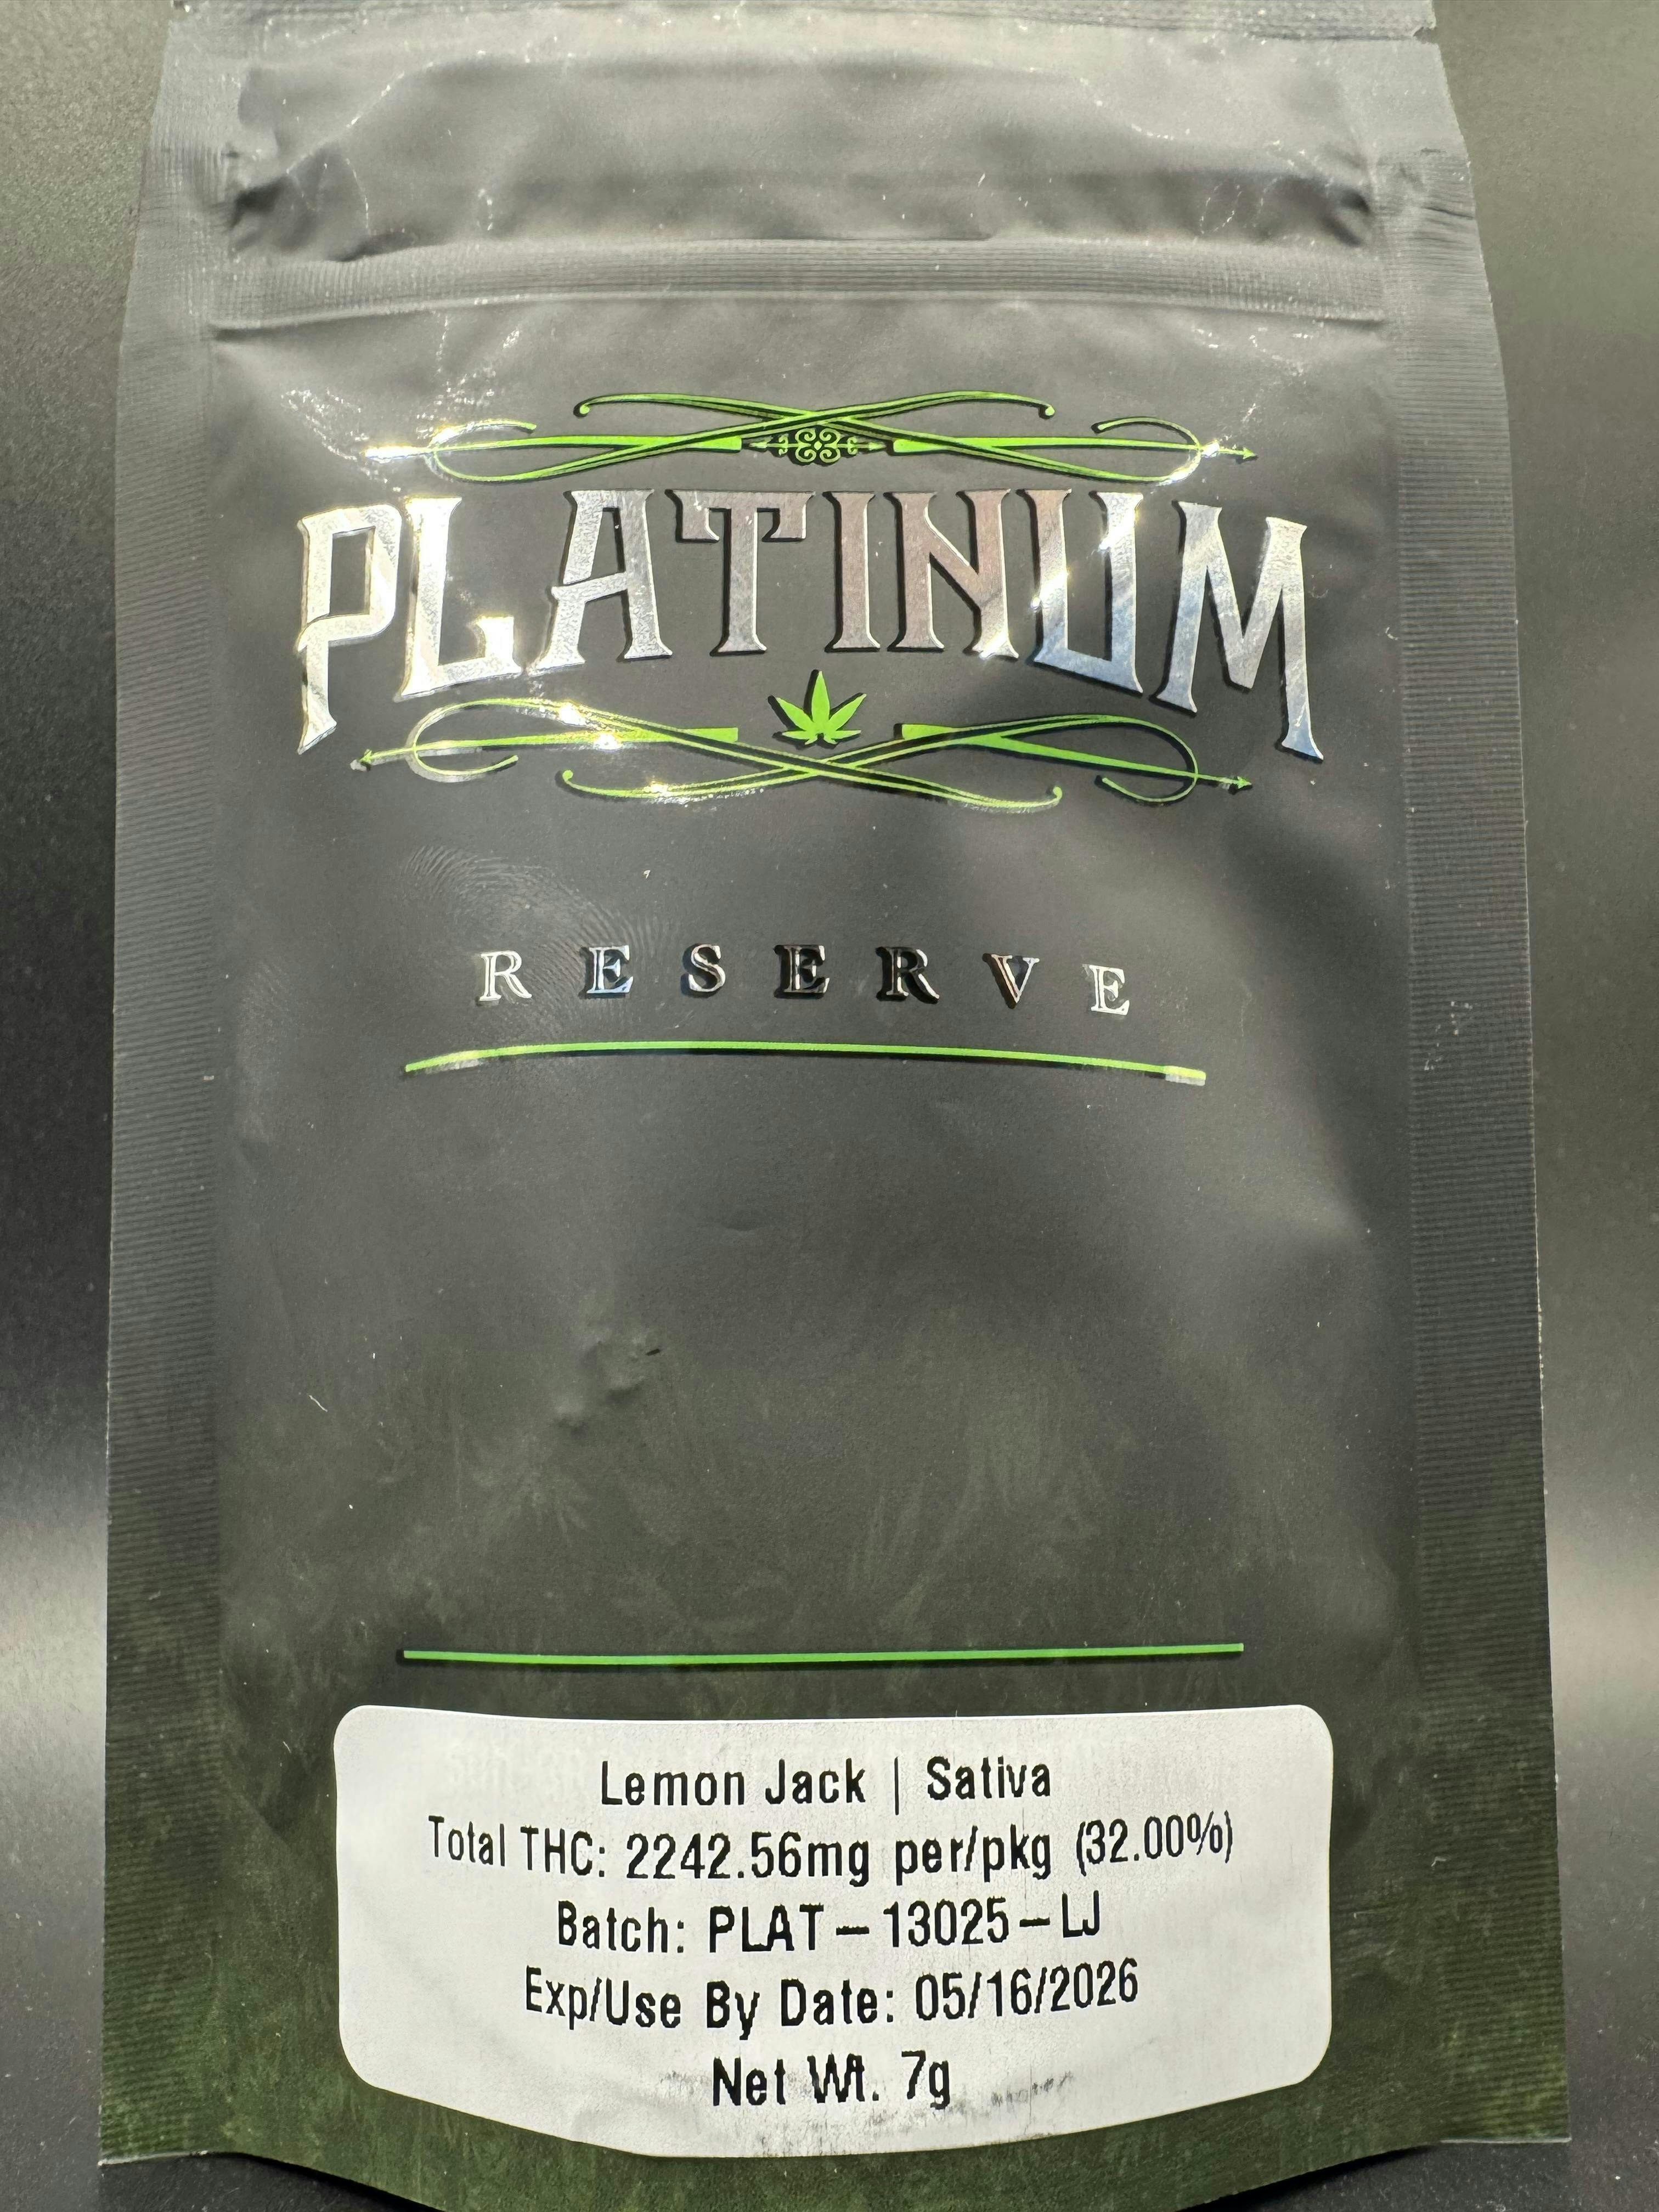 PLATINUM
RESERVE
Lemon Jack | Sativa
Total THC: 2242.56mg per/pkg (32.00%)
Batch: PLAT-13025-LJ
Exp/Use By Date: 05/16/2026
Net Wt. 7g